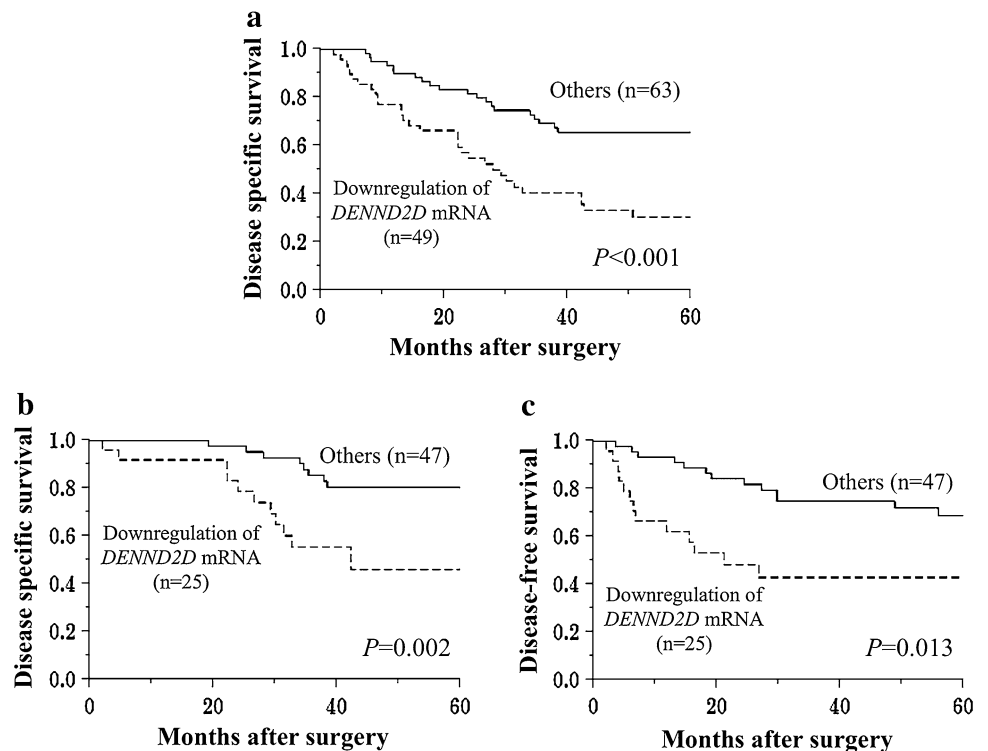 a
Disease specific survival
1.0
0.8
0.6
0.4
0.2
0.0
Others (n=63)
Downregulation of
DENND2D mRNA
(n=49)
P<0.001
0 20 40 60
Months after surgery
b
Disease specific survival
1.0
0.8
0.6
0.4
0.2
0.0
Others (n=47)
Downregulation of
DENND2D mRNA
(n=25)
P=0.002
0 20 40 60
Months after surgery
c
Disease-free survival
1.0
0.8
0.6
0.4
0.2
0.0
Others (n=47)
Downregulation of
DENND2D mRNA
(n=25)
P=0.013
0 20 40 60
Months after surgery